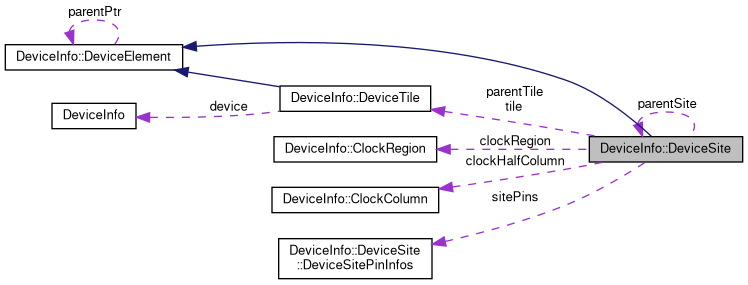 parentPtr
DeviceInfo::DeviceElement
DeviceInfo
device
DeviceInfo::DeviceTile
parentTile
tile
parentSite
DeviceInfo::ClockRegion
clockRegion
DeviceInfo::DeviceSite
clockHalfColumn
DeviceInfo::ClockColumn
sitePins
DeviceInfo::DeviceSite
::DeviceSitePinInfos